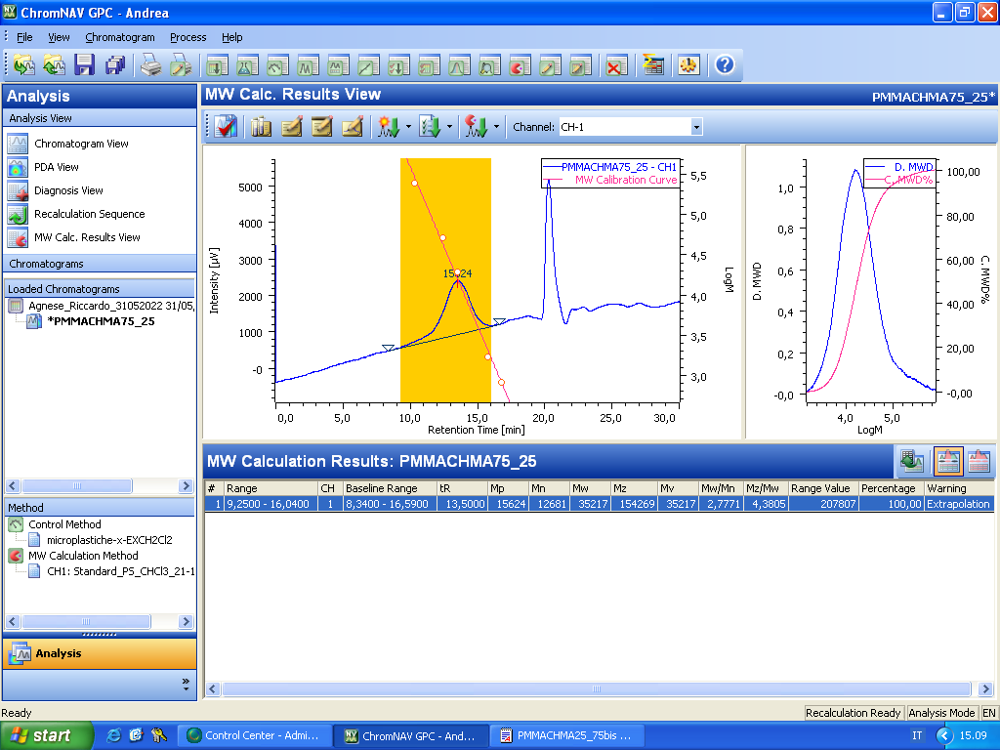 ChromNAV GPC - Andrea
File View Chromatogram Process Help
Analysis
Analysis View
Chromatogram View
PDA View
Diagnosis View
Recalculation Sequence
MW Calc. Results View
Chromatograms
Loaded Chromatograms
Agnese_Riccardo_31052022 31/05,
*PMMACHMA75_25
Method
Control Method
microplastiche-x-EXCH2Cl2
MW Calculation Method
CH1: Standard_PS_CHCl3_21-1
Analysis
MW Calc. Results View PMMACHMA75_25*
Channel: CH-1
PMMACHMA75_25 - CH1
MW Calibration Curve
Intensity [µV]
5000
4000
3000
2000
1000
-0
0,0 5,0 10,0 15,0 20,0 25,0 30,0
Retention Time [min]
5,5
5,0
4,5
4,0
3,5
3,0
LogM
D. MWD
C. MWD%
D. MWD
1,0
0,8
0,6
0,4
0,2
-0,0
4,0 5,0
LogM
100,00
80,00
60,00
40,00
20,00
-0,00
C. MWD%
MW Calculation Results: PMMACHMA75_25
# Range CH Baseline Range tR Mp Mn Mw Mz Mv Mw/Mn Mz/Mw Range Value Percentage Warning
1 9,2500 - 16,0400 1 8,3400 - 16,5900 13,5000 15624 12681 35217 154269 35217 2,7771 4,3805 207807 100,00 Extrapolation
Ready Recalculation Ready Analysis Mode EN
start Control Center - Admi... ChromNAV GPC - And... PMMACHMA25_75bis ... IT 15.09